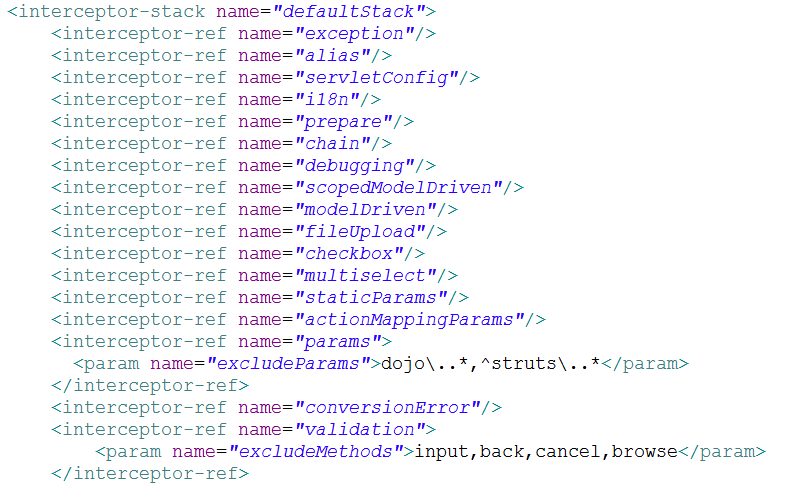 <interceptor-stack name="defaultStack">
<interceptor-ref name="exception"/>
<interceptor-ref name="alias"/>
<interceptor-ref name="servletConfig"/>
<interceptor-ref name="i18n"/>
<interceptor-ref name="prepare"/>
<interceptor-ref name="chain"/>
<interceptor-ref name="debugging"/>
<interceptor-ref name="scopedModelDriven"/>
<interceptor-ref name="modelDriven"/>
<interceptor-ref name="fileUpload"/>
<interceptor-ref name="checkbox"/>
<interceptor-ref name="multiselect"/>
<interceptor-ref name="staticParams"/>
<interceptor-ref name="actionMappingParams"/>
<interceptor-ref name="params">
<param name="excludeParams">dojo\..*,^struts\..*</param>
</interceptor-ref>
<interceptor-ref name="conversionError"/>
<interceptor-ref name="validation">
<param name="excludeMethods">input,back,cancel,browse</param>
</interceptor-ref>